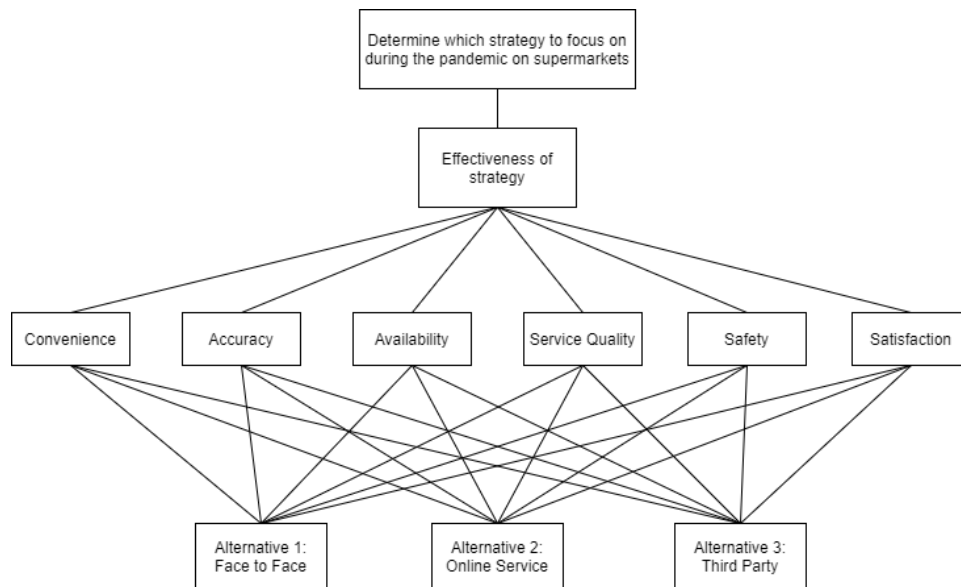 Determine which strategy to focus on
during the pandemic on supermarkets
Effectiveness of
strategy
Convenience
Accuracy
Availability
Service Quality
Safety
Satisfaction
Alternative 1:
Face to Face
Alternative 2:
Online Service
Alternative 3:
Third Party